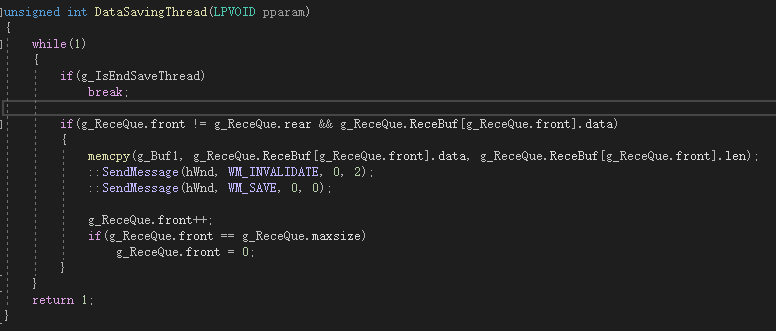 unsigned int DataSavingThread(LPVOID pparam)
{
while(1)
{
if(g_IsEndSaveThread)
break;
if(g_ReceQue.front != g_ReceQue.rear && g_ReceQue.ReceBuf[g_ReceQue.front].data)
{
memcpy(g_Buf1, g_ReceQue.ReceBuf[g_ReceQue.front].data, g_ReceQue.ReceBuf[g_ReceQue.front].len);
::SendMessage(hWnd, WM_INVALIDATE, 0, 2);
::SendMessage(hWnd, WM_SAVE, 0, 0);
g_ReceQue.front++;
if(g_ReceQue.front == g_ReceQue.maxsize)
g_ReceQue.front = 0;
}
}
return 1;
}